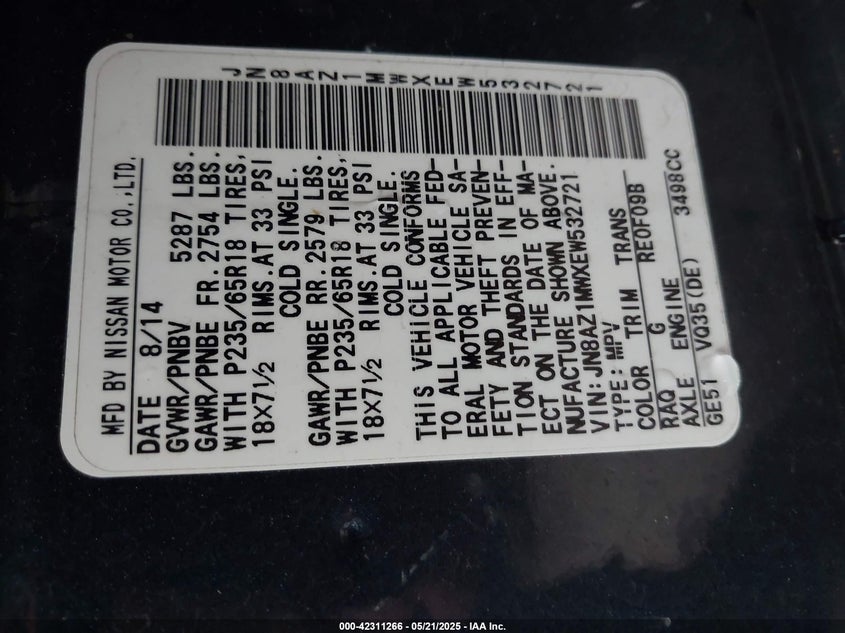 JN8AZ1MWXEW532721
MFD BY NISSAN MOTOR CO.,LTD.
DATE 8/14
GVWR/PNBV 5287 LBS.
GAWR/PNBE FR. 2754 LBS.
WITH P235/65R18 TIRES,
18X7½ RIMS.AT 33 PSI
COLD SINGLE.
GAWR/PNBE RR. 2579 LBS.
WITH P235/65R18 TIRES,
18X7½ RIMS.AT 33 PSI
COLD SINGLE.
THIS VEHICLE CONFORMS
TO ALL APPLICABLE FED-
ERAL MOTOR VEHICLE SA-
FETY AND THEFT PREVEN-
TION STANDARDS IN EFF-
ECT ON THE DATE OF MA-
NUFACTURE SHOWN ABOVE.
VIN:JN8AZ1MWXEW532721
TYPE:MPV
COLOR TRIM TRANS
RAQ G RE0F09B
AXLE ENGINE
GE51 VQ35(DE) 3498CC
000-42311266 - 05/21/2025 - IAA Inc.